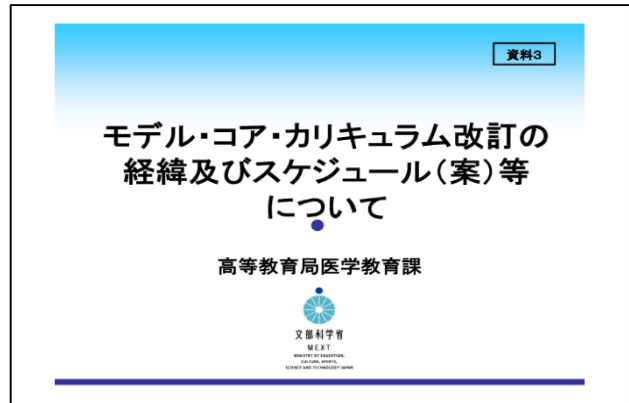 資料3
モデル・コア・カリキュラム改訂の
経緯及びスケジュール(案)等
について
高等教育局医学教育課
文部科学省
MEXT
MINISTRY OF EDUCATION,
CULTURE, SPORTS,
SCIENCE AND TECHNOLOGY-JAPAN